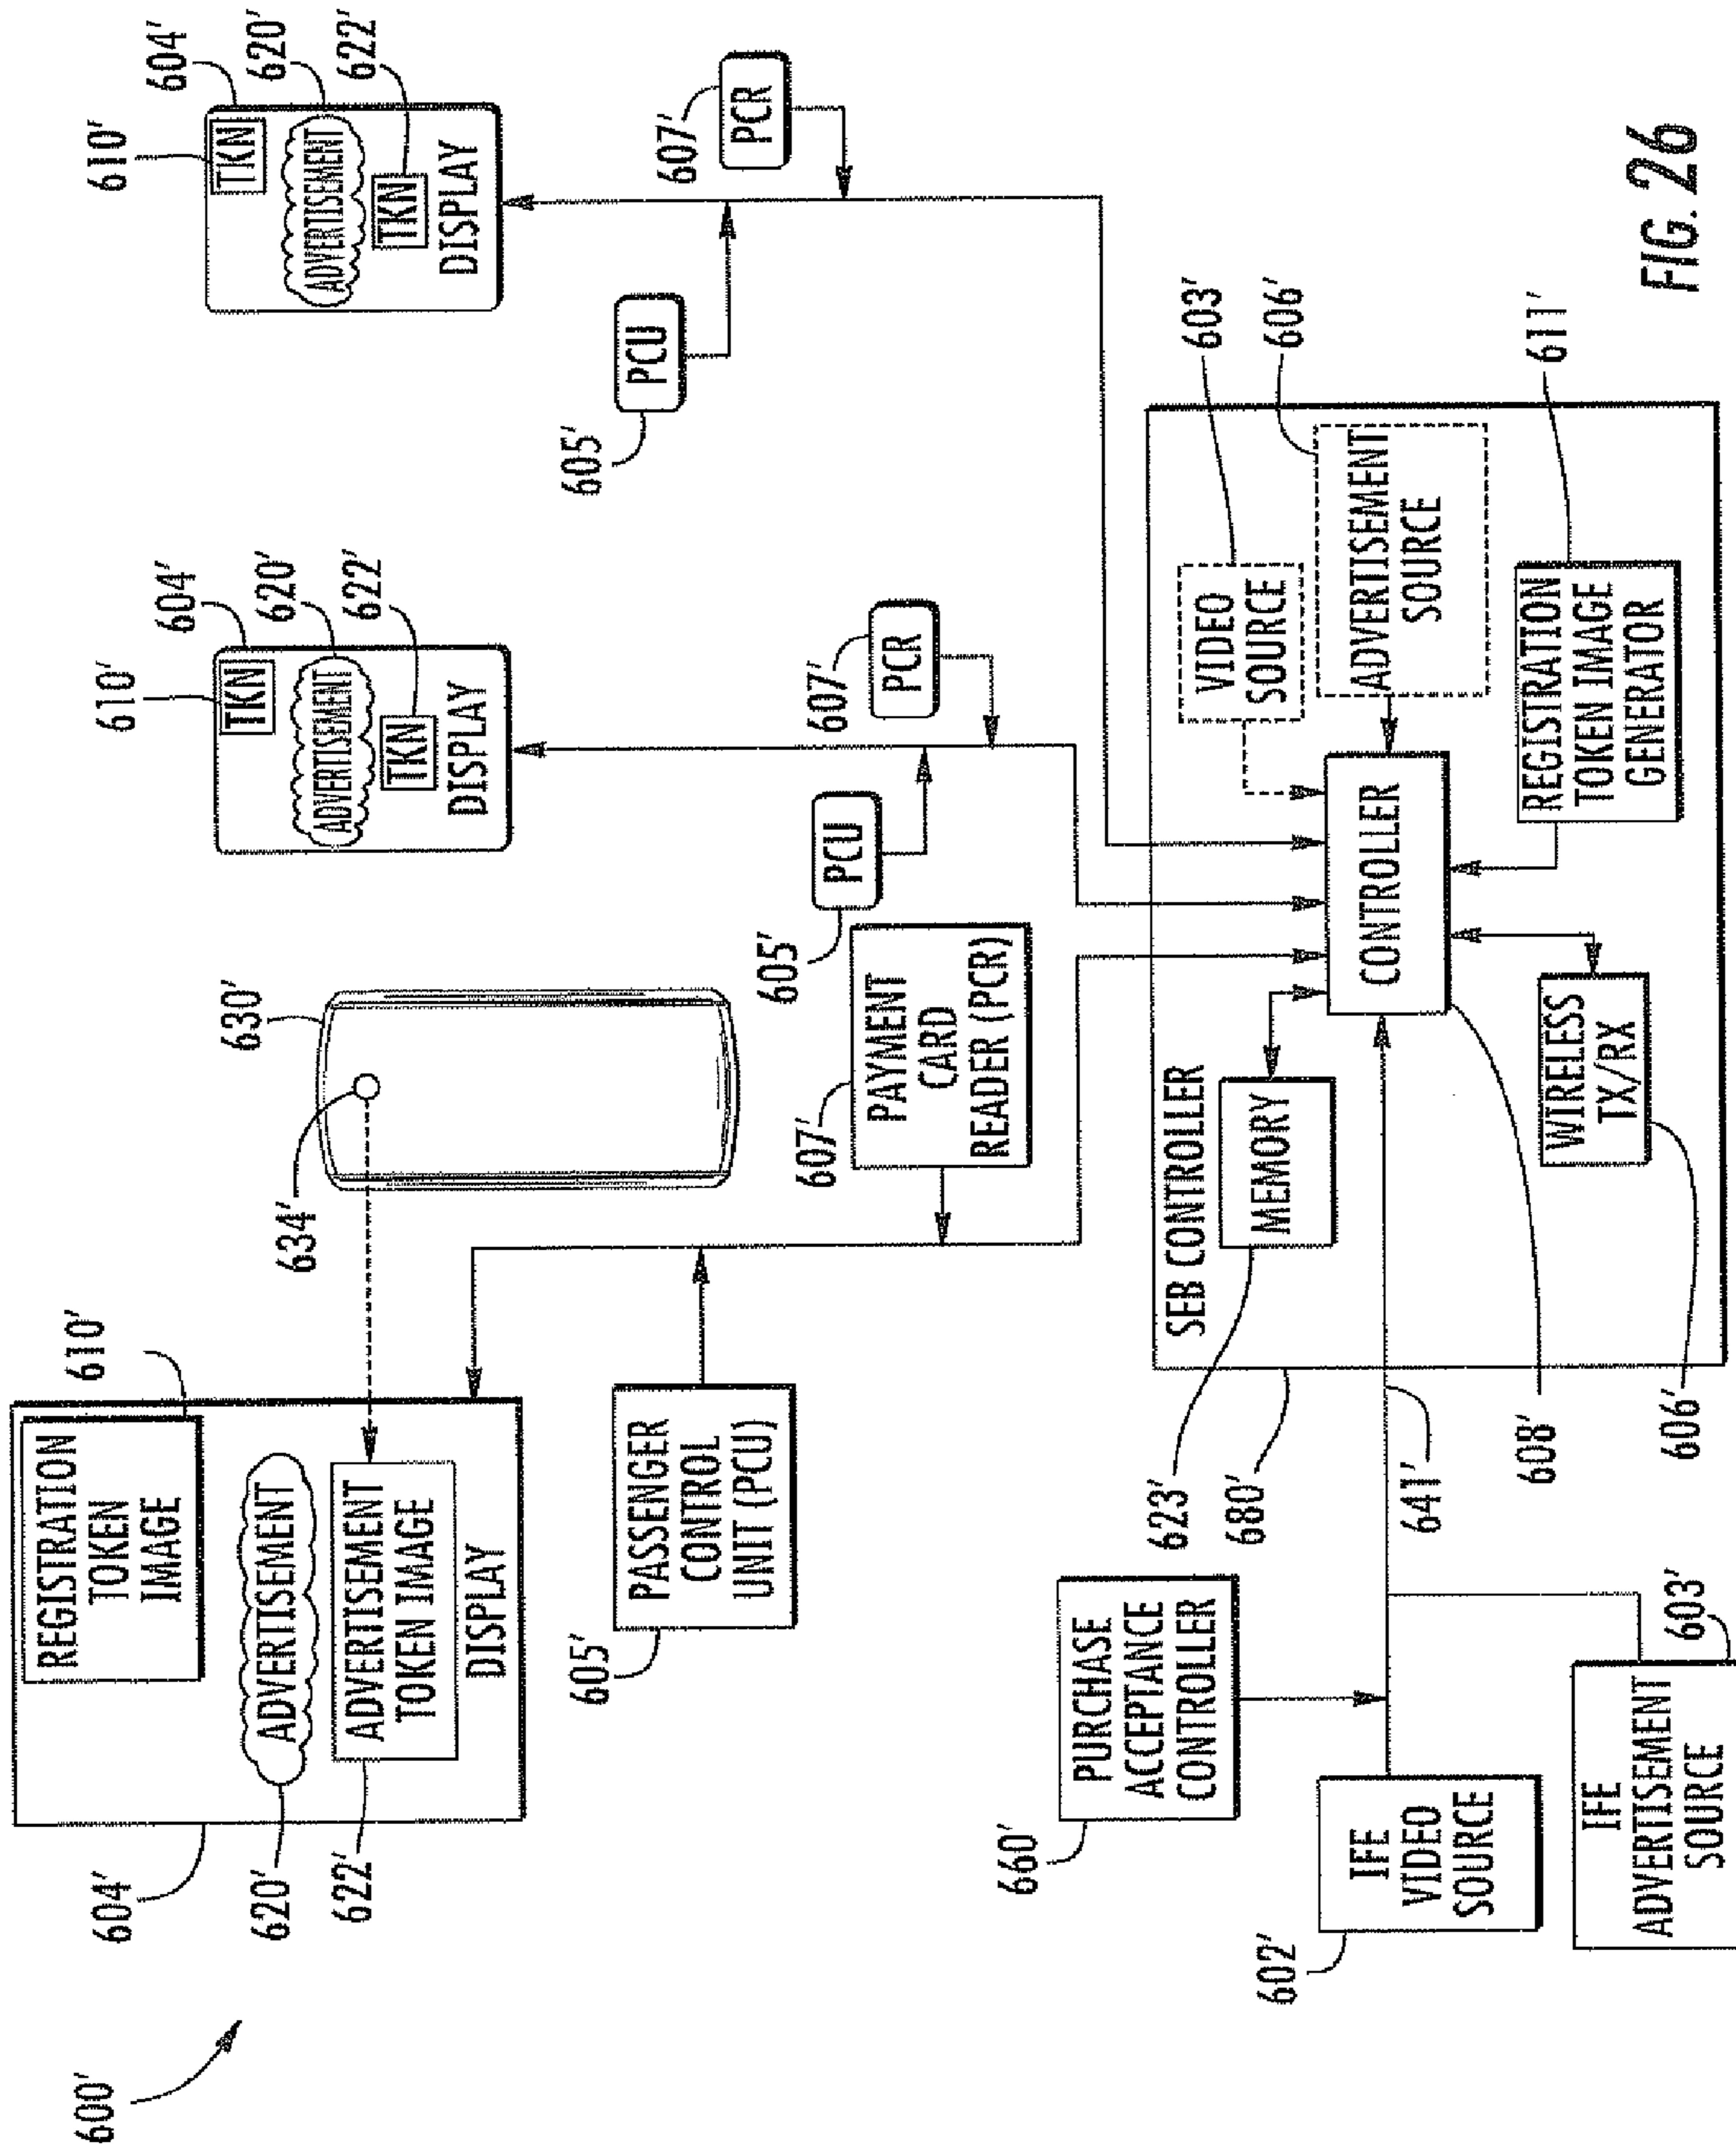 600'
604'
620'
622'
REGISTRATION
TOKEN
IMAGE
610'
ADVERTISEMENT
ADVERTISEMENT
TOKEN IMAGE
DISPLAY
634'
630'
605'
PASSENGER
CONTROL
UNIT (PCU)
607'
PAYMENT
CARD
READER (PCR)
610'
604'
620'
622'
TKN
ADVERTISEMENT
TKN
DISPLAY
605'
PCU
607'
PCR
610'
604'
620'
622'
TKN
ADVERTISEMENT
TKN
DISPLAY
605'
PCU
607'
PCR
660'
PURCHASE
ACCEPTANCE
CONTROLLER
602'
IFE
VIDEO
SOURCE
IFE
ADVERTISEMENT
SOURCE
603'
641'
680'
623'
SEB CONTROLLER
MEMORY
CONTROLLER
608'
WIRELESS
TX/RX
606'
VIDEO
SOURCE
603'
ADVERTISEMENT
SOURCE
606'
REGISTRATION
TOKEN IMAGE
GENERATOR
611'
FIG. 26